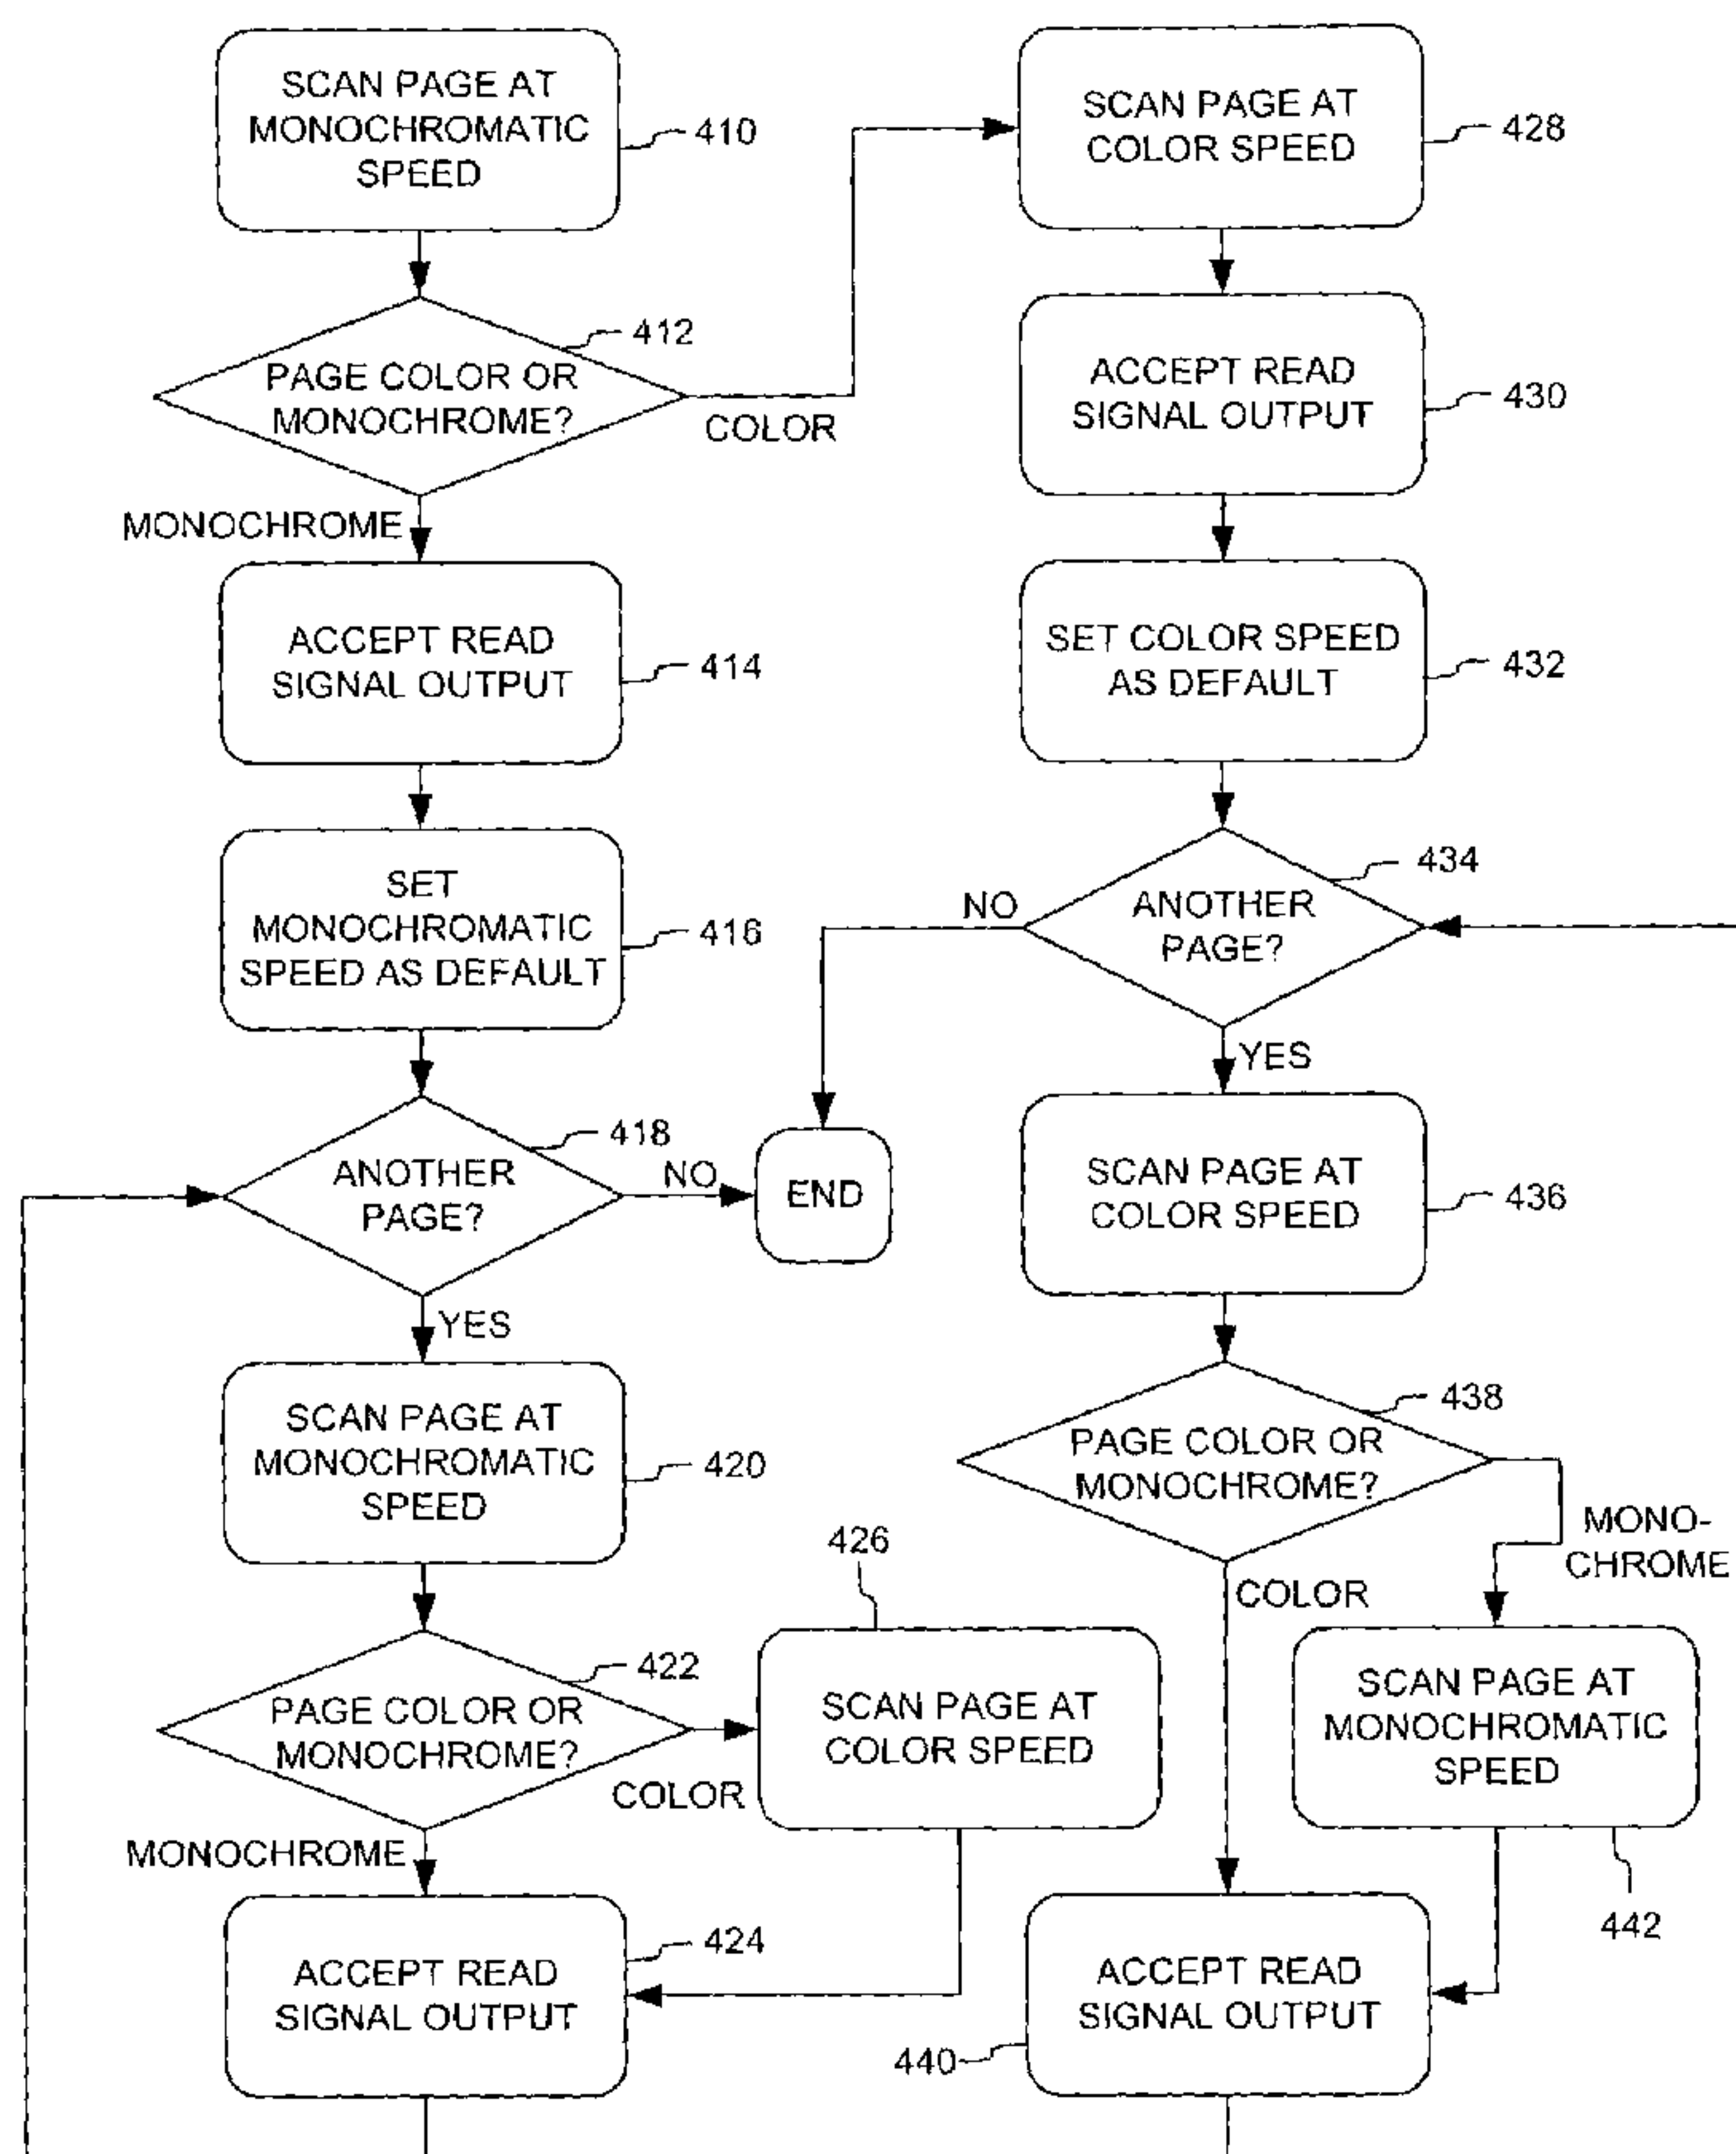 SCAN PAGE AT
MONOCHROMATIC
SPEED
410
PAGE COLOR OR
MONOCHROME?
412
COLOR
MONOCHROME
ACCEPT READ
SIGNAL OUTPUT
414
SET
MONOCHROMATIC
SPEED AS DEFAULT
416
ANOTHER
PAGE?
418
NO
END
YES
SCAN PAGE AT
MONOCHROMATIC
SPEED
420
PAGE COLOR OR
MONOCHROME?
422
COLOR
MONOCHROME
426
SCAN PAGE AT
COLOR SPEED
ACCEPT READ
SIGNAL OUTPUT
424
SCAN PAGE AT
COLOR SPEED
428
ACCEPT READ
SIGNAL OUTPUT
430
SET COLOR SPEED
AS DEFAULT
432
ANOTHER
PAGE?
434
NO
YES
SCAN PAGE AT
COLOR SPEED
436
PAGE COLOR OR
MONOCHROME?
438
MONO-
CHROME
COLOR
SCAN PAGE AT
MONOCHROMATIC
SPEED
442
ACCEPT READ
SIGNAL OUTPUT
440